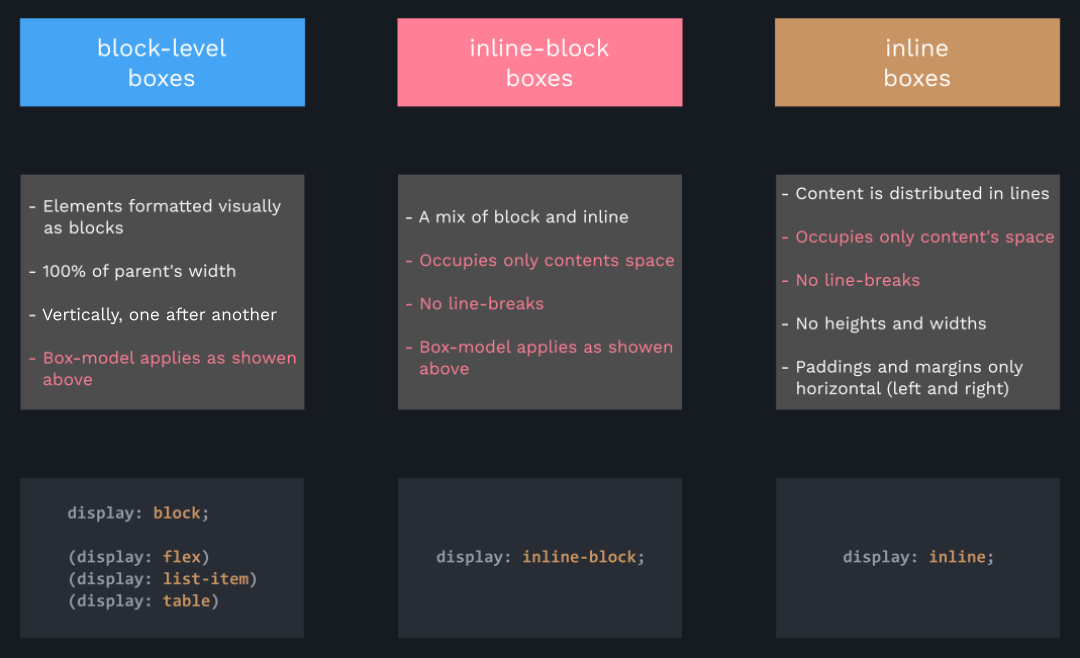 block-level
boxes
inline-block
boxes
inline
boxes
- Elements formatted visually
as blocks
- 100% of parent's width
- Vertically, one after another
- Box-model applies as showen
above
- A mix of block and inline
- Occupies only contents space
- No line-breaks
- Box-model applies as showen
above
- Content is distributed in lines
- Occupies only content's space
- No line-breaks
- No heights and widths
- Paddings and margins only
horizontal (left and right)
display: block;
(display: flex)
(display: list-item)
(display: table)
display: inline-block;
display: inline;